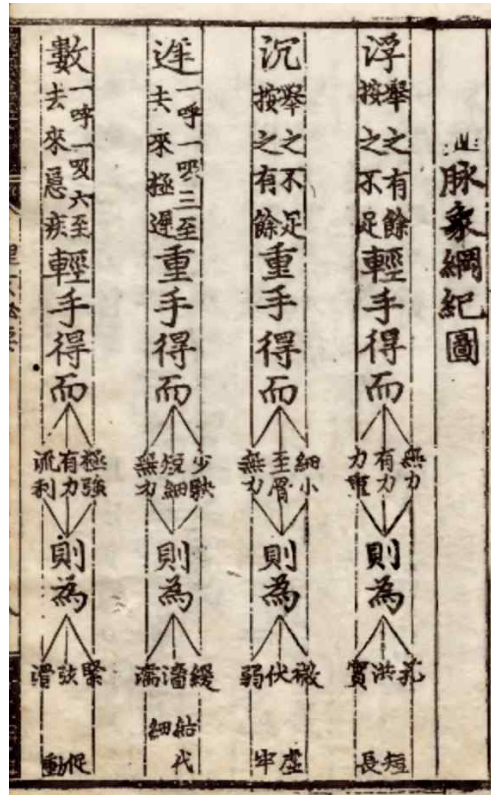 脉象綱紀圖
浮
舉之有餘
按之不足
輕手得而
無力
有力
力重
則為
芤
洪
實
短
長
沉
舉之不足
按之有餘
重手得而
細小
至骨
無力
則為
微
伏
弱
虛
牢
遲
一呼一吸三至
去來極遲
重手得而
少駃
短細
無力
則為
緩
濇
結
細
代
數
一呼一吸六至
去來急疾
輕手得而
極強
有力
流利
則為
緊
弦
滑
促
動